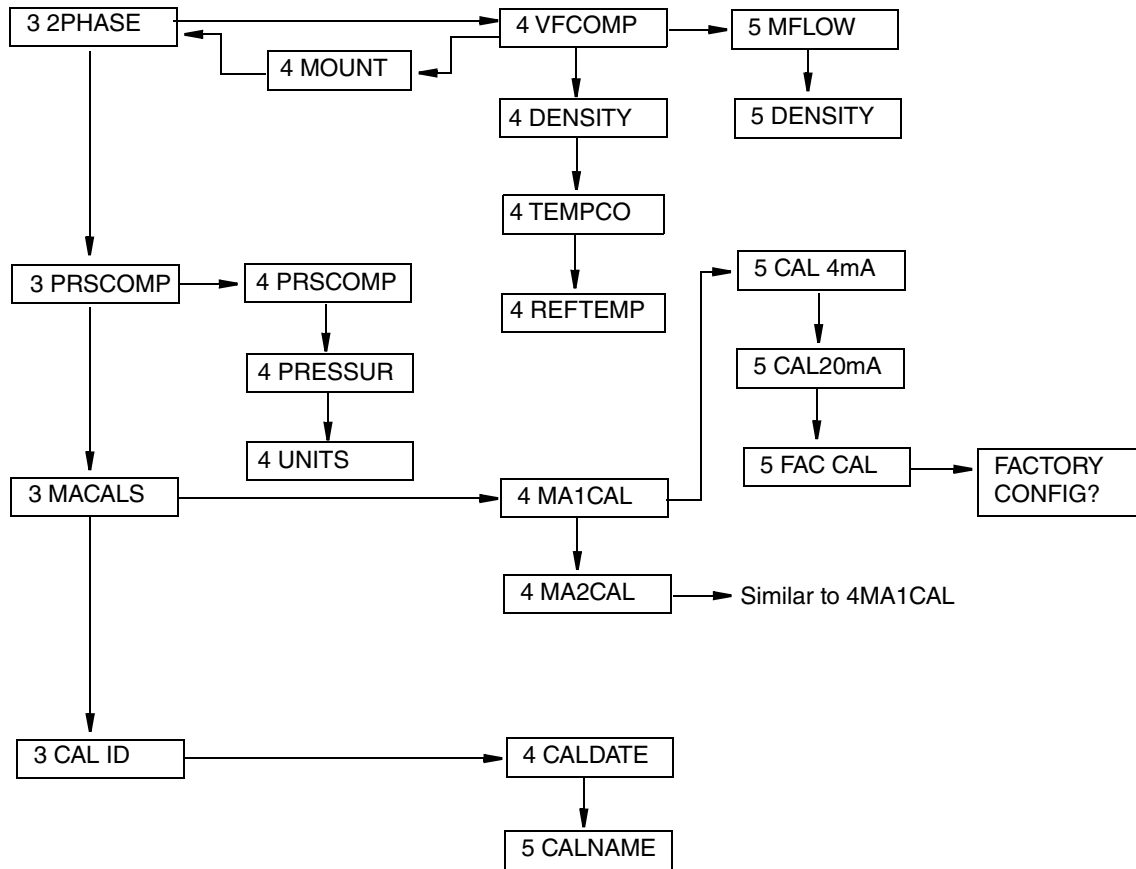 3 2PHASE
4 VFCOMP
5 MFLOW
4 MOUNT
4 DENSITY
5 DENSITY
4 TEMPCO
3 PRSCOMP
4 PRSCOMP
5 CAL 4mA
4 REFTEMP
4 PRESSUR
5 CAL20mA
4 UNITS
5 FAC CAL
FACTORY
CONFIG?
3 MACALS
4 MA1CAL
4 MA2CAL
Similar to 4MA1CAL
3 CAL ID
4 CALDATE
5 CALNAME